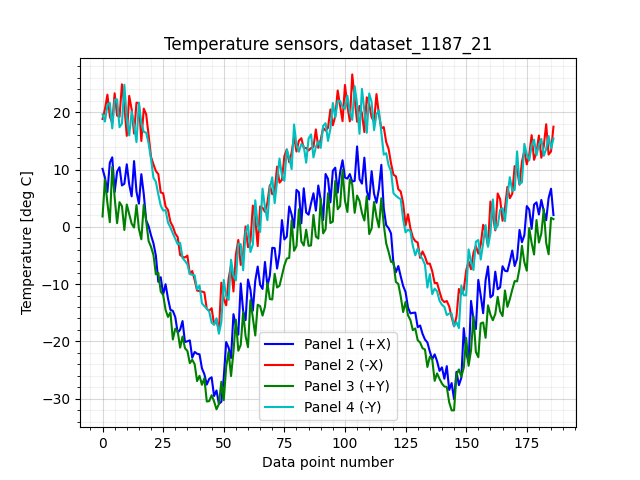 Temperature sensors, dataset_1187_21
Temperature [deg C]
20
10
0
−10
−20
−30
Panel 1 (+X)
Panel 2 (-X)
Panel 3 (+Y)
Panel 4 (-Y)
0 25 50 75 100 125 150 175
Data point number